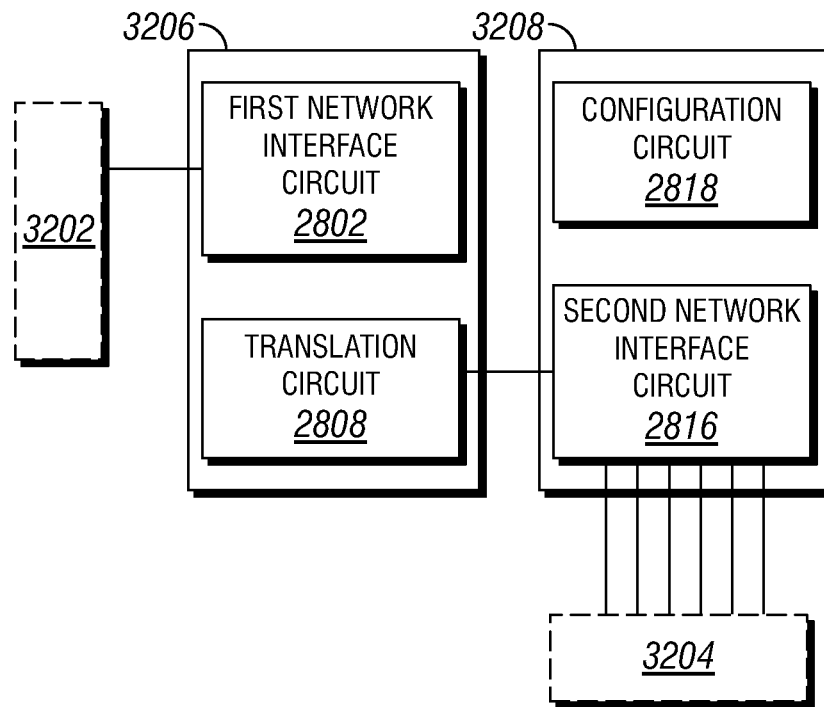 3206
3208
FIRST NETWORK
INTERFACE
CIRCUIT
2802
CONFIGURATION
CIRCUIT
2818
3202
TRANSLATION
CIRCUIT
2808
SECOND NETWORK
INTERFACE
CIRCUIT
2816
3204